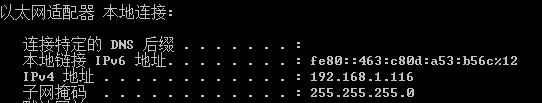 以太网适配器 本地连接:
连接特定的 DNS 后缀 . . . . . . . :
本地链接 IPv6 地址. . . . . . . . : fe80::463:c80d:a53:b56c%12
IPv4 地址 . . . . . . . . . . . . : 192.168.1.116
子网掩码 . . . . . . . . . . . . : 255.255.255.0